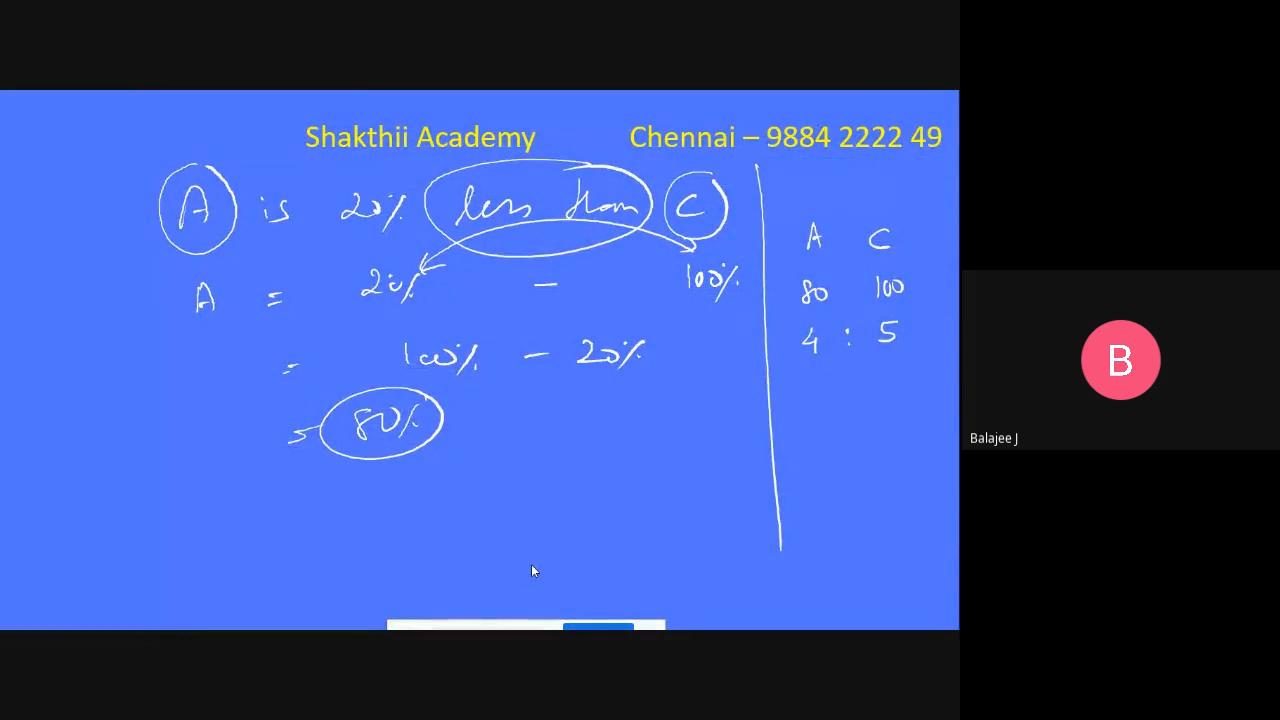 Shakthii Academy Chennai – 9884 2222 49
A is 20% less than C
A = 20% - 100%
= 100% - 20%
= 80%
A C
80 100
4 : 5
B
Balajee J